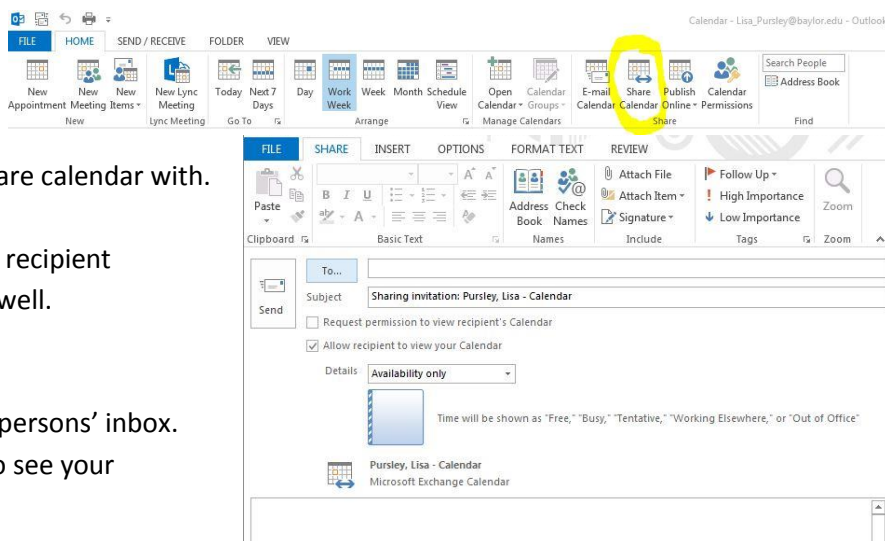 Calendar - Lisa_Pursley@baylor.edu - Outlook
FILE HOME SEND / RECEIVE FOLDER VIEW
New Appointment New Meeting New Items New Lync Meeting Today Next 7 Days Day Work Week Week Month Schedule View Open Calendar Calendar Groups E-mail Calendar Share Calendar Publish Online Calendar Permissions Search People
Address Book
New Lync Meeting Go To Arrange Manage Calendars Share Find
FILE SHARE INSERT OPTIONS FORMAT TEXT REVIEW
are calendar with.
Paste B I U A A A Address Book Check Names Attach File Attach Item Signature Follow Up High Importance Low Importance Zoom
Clipboard Basic Text Names Include Tags Zoom
recipient
well.
To...
Send
Subject Sharing invitation: Pursley, Lisa - Calendar
Request permission to view recipient's Calendar
Allow recipient to view your Calendar
Details Availability only
persons’ inbox.
Time will be shown as "Free," "Busy," "Tentative," "Working Elsewhere," or "Out of Office"
o see your
Pursley, Lisa - Calendar
Microsoft Exchange Calendar